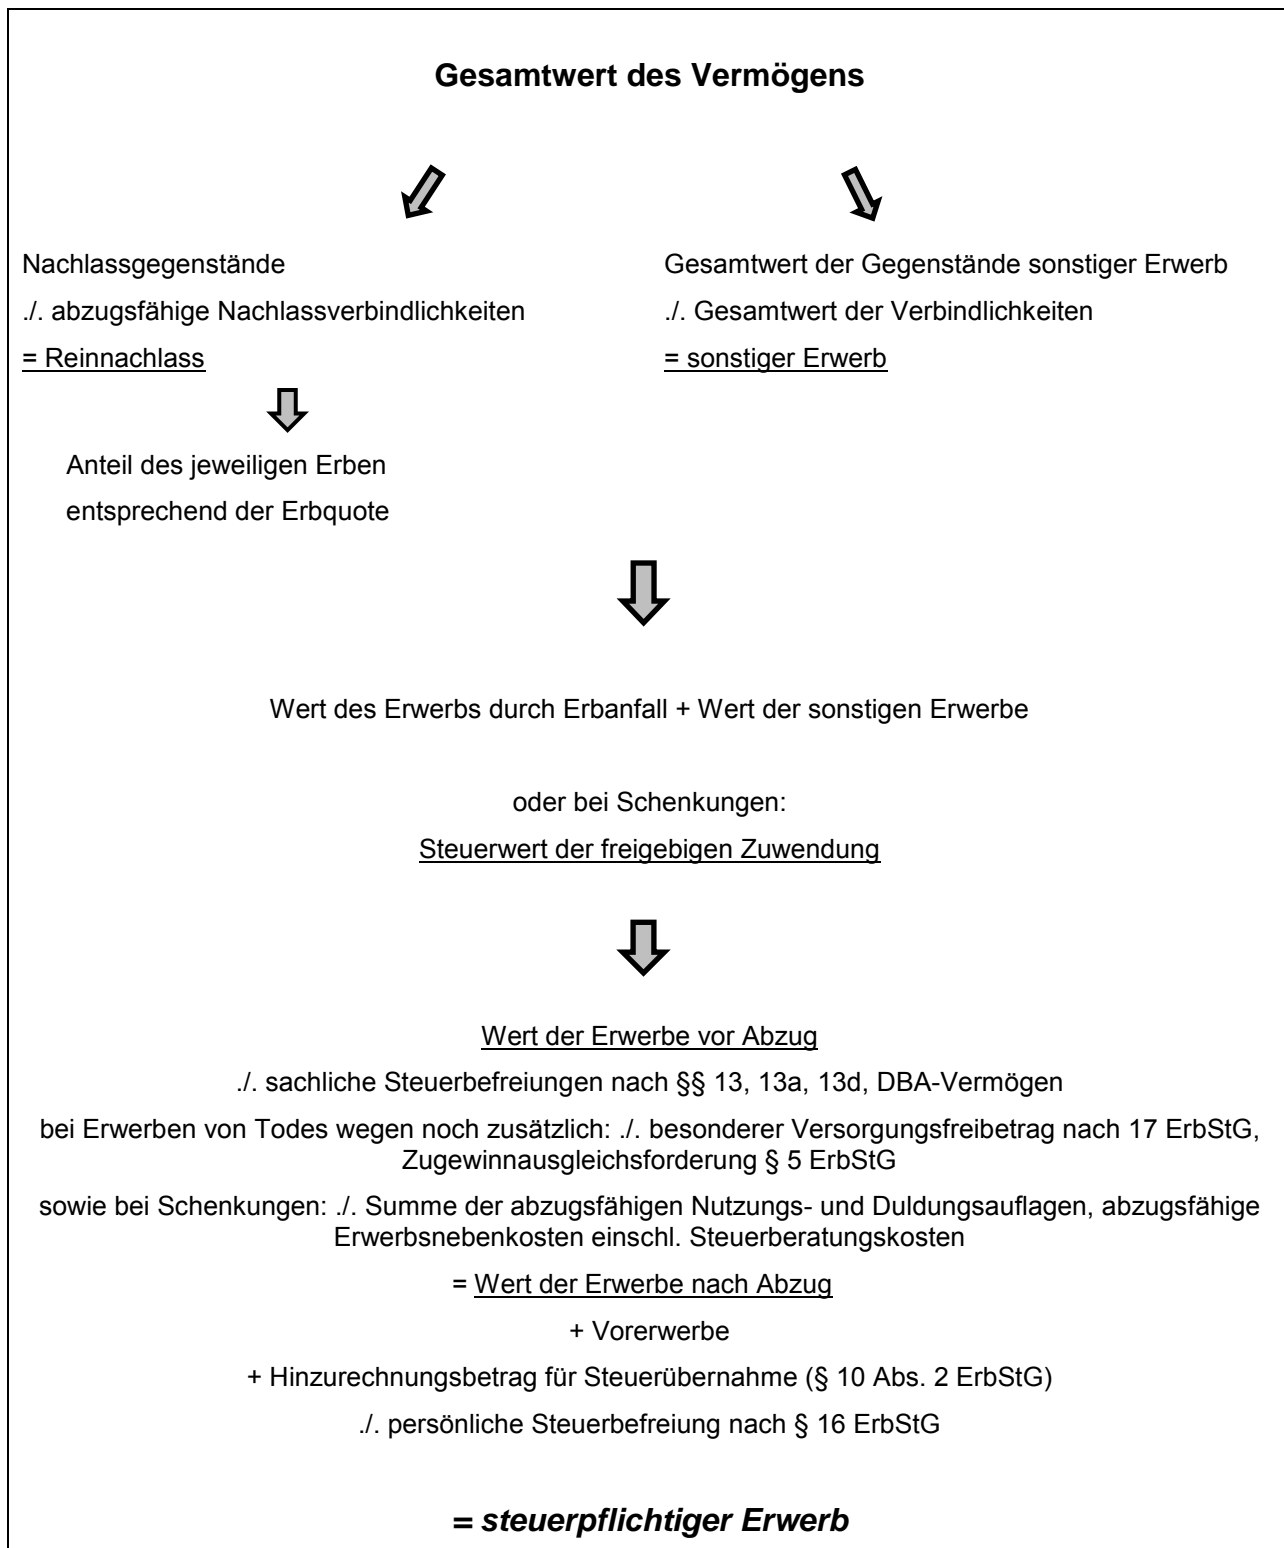 Gesamtwert des Vermögens
Nachlassgegenstände
./. abzugsfähige Nachlassverbindlichkeiten
= Reinnachlass
Anteil des jeweiligen Erben
entsprechend der Erbquote
Gesamtwert der Gegenstände sonstiger Erwerb
./. Gesamtwert der Verbindlichkeiten
= sonstiger Erwerb
Wert des Erwerbs durch Erbanfall + Wert der sonstigen Erwerbe
oder bei Schenkungen:
Steuerwert der freigebigen Zuwendung
Wert der Erwerbe vor Abzug
./. sachliche Steuerbefreiungen nach §§ 13, 13a, 13d, DBA-Vermögen
bei Erwerben von Todes wegen noch zusätzlich: ./. besonderer Versorgungsfreibetrag nach 17 ErbStG,
Zugewinnausgleichsforderung § 5 ErbStG
sowie bei Schenkungen: ./. Summe der abzugsfähigen Nutzungs- und Duldungsauflagen, abzugsfähige
Erwerbsnebenkosten einschl. Steuerberatungskosten
= Wert der Erwerbe nach Abzug
+ Vorerwerbe
+ Hinzurechnungsbetrag für Steuerübernahme (§ 10 Abs. 2 ErbStG)
./. persönliche Steuerbefreiung nach § 16 ErbStG
= steuerpflichtiger Erwerb